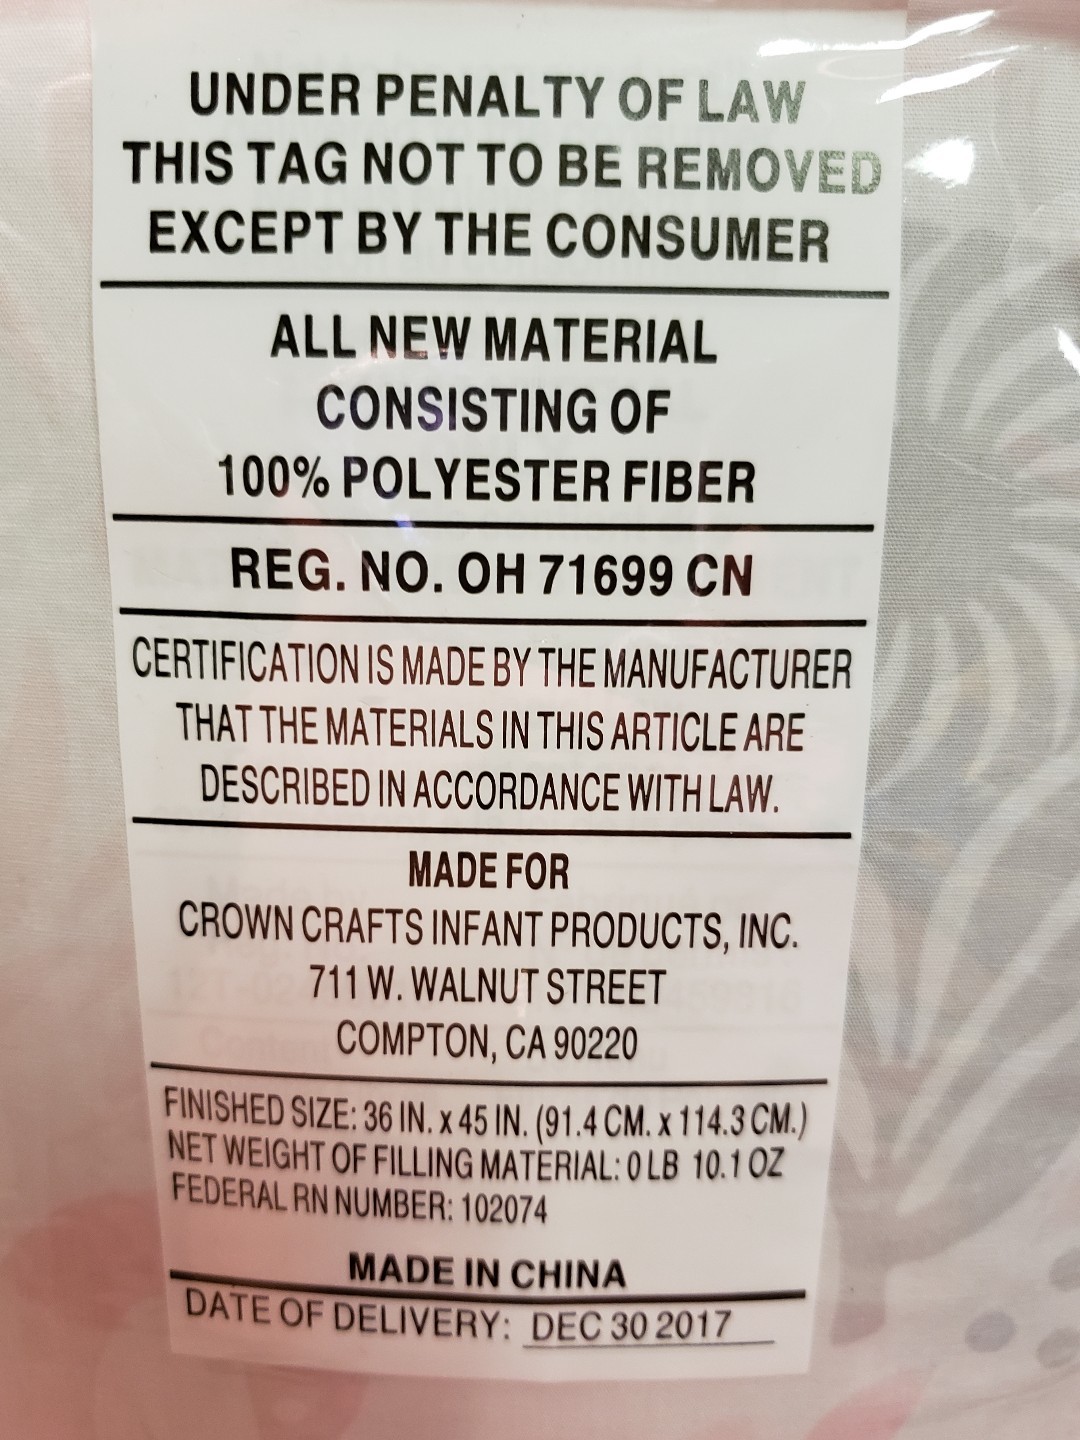 UNDER PENALTY OF LAW
THIS TAG NOT TO BE REMOVED
EXCEPT BY THE CONSUMER
ALL NEW MATERIAL
CONSISTING OF
100% POLYESTER FIBER
REG. NO. OH 71699 CN
CERTIFICATION IS MADE BY THE MANUFACTURER
THAT THE MATERIALS IN THIS ARTICLE ARE
DESCRIBED IN ACCORDANCE WITH LAW.
MADE FOR
CROWN CRAFTS INFANT PRODUCTS, INC.
711 W. WALNUT STREET
COMPTON, CA 90220
FINISHED SIZE: 36 IN. x 45 IN. (91.4 CM. x 114.3 CM.)
NET WEIGHT OF FILLING MATERIAL: 0 LB 10.1 OZ
FEDERAL RN NUMBER: 102074
MADE IN CHINA
DATE OF DELIVERY: DEC 30 2017